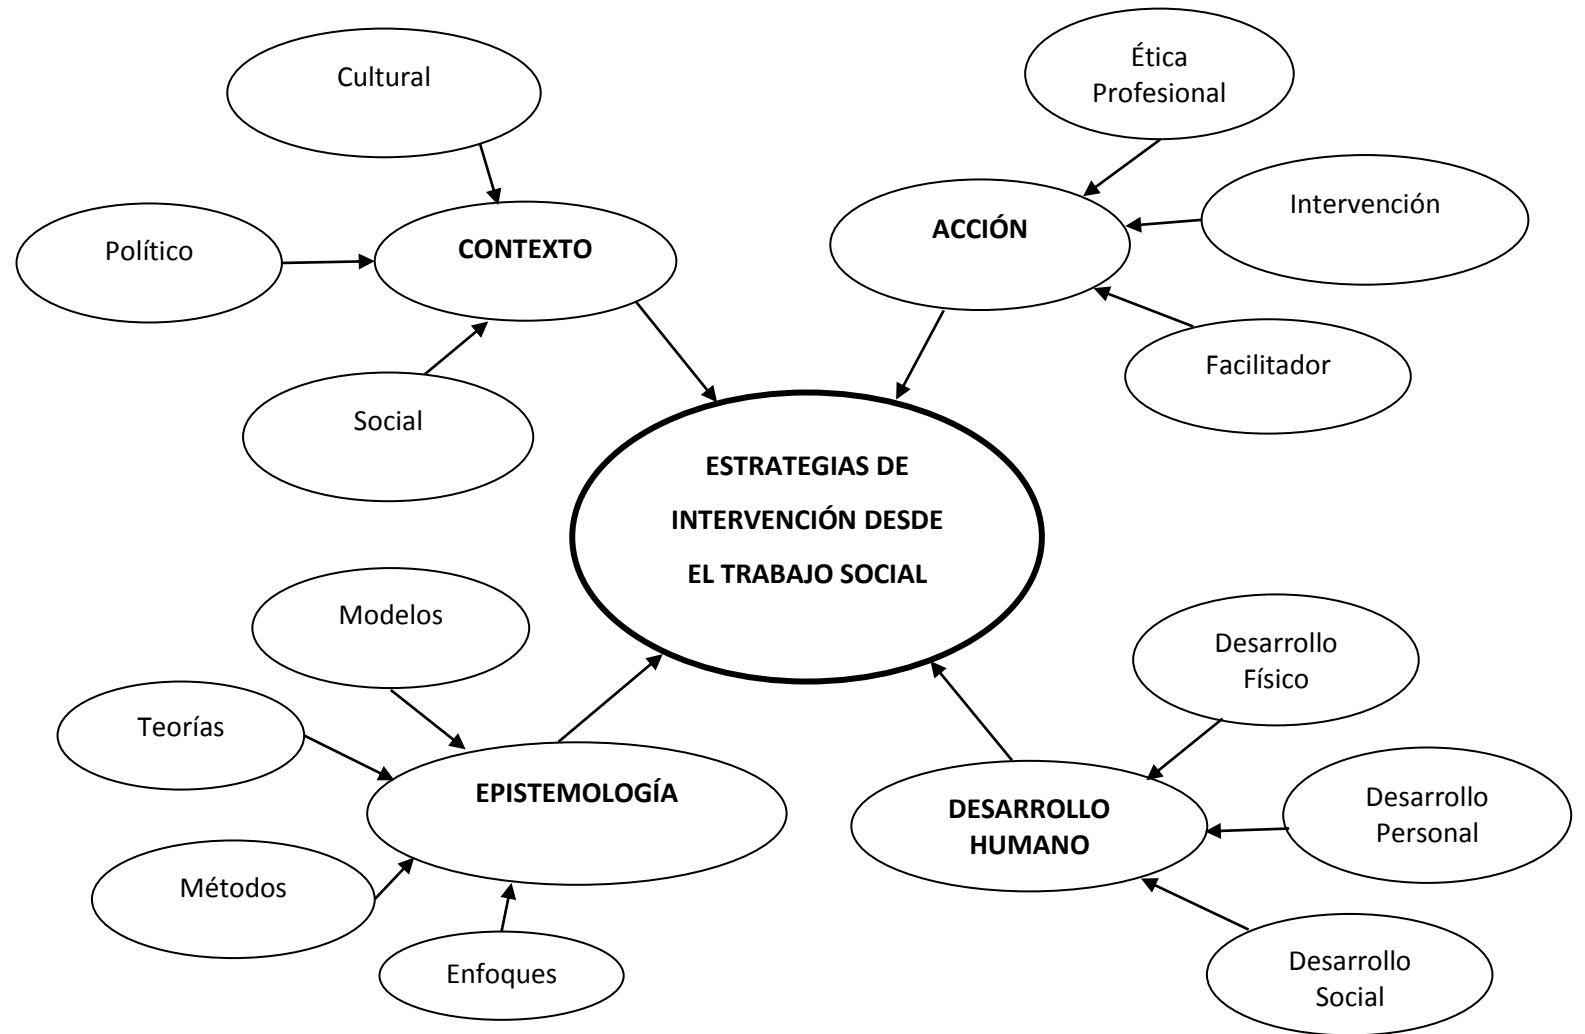 Cultural
Político
CONTEXTO
Social
Ética
Profesional
ACCIÓN
Intervención
Facilitador
ESTRATEGIAS DE
INTERVENCIÓN DESDE
EL TRABAJO SOCIAL
Modelos
Teorías
EPISTEMOLOGÍA
Métodos
Enfoques
Desarrollo
Físico
DESARROLLO
HUMANO
Desarrollo
Personal
Desarrollo
Social